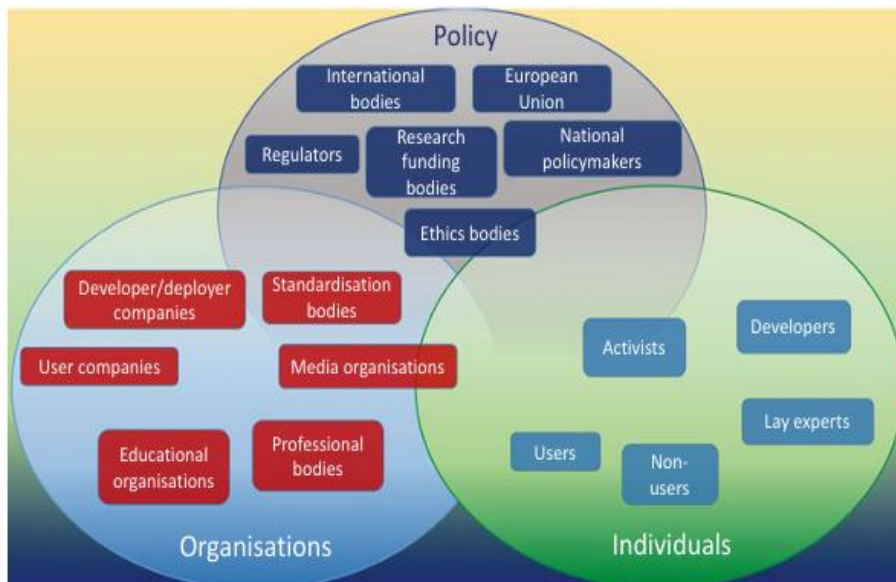 Policy
International
bodies
European
Union
Regulators
Research
funding
bodies
National
policymakers
Ethics bodies
Developer/deployer
companies
Standardisation
bodies
User companies
Media organisations
Educational
organisations
Professional
bodies
Organisations
Activists
Developers
Lay experts
Users
Non-
users
Individuals